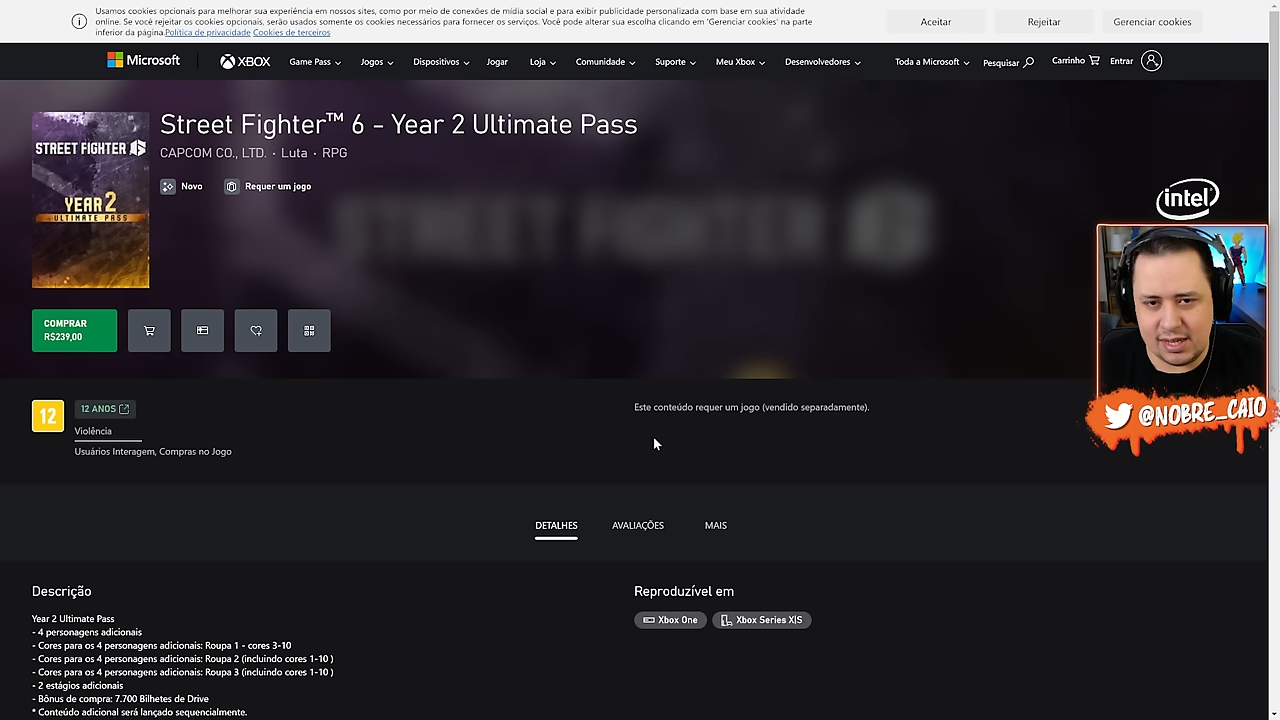 Usamos cookies opcionais para melhorar sua experiência em nossos sites, como por meio de conexões de mídia social e para exibir publicidade personalizada com base em sua atividade
online. Se você rejeitar os cookies opcionais, serão usados somente os cookies necessários para fornecer os serviços. Você pode alterar sua escolha clicando em 'Gerenciar cookies' na parte
inferior da página.Política de privacidade Cookies de terceiros
Aceitar
Rejeitar
Gerenciar cookies
Microsoft
XBOX
Game Pass
Jogos
Dispositivos
Jogar
Loja
Comunidade
Suporte
Meu Xbox
Desenvolvedores
Toda a Microsoft
Pesquisar
Carrinho
Entrar
STREET FIGHTER 6
YEAR 2
ULTIMATE PASS
Street Fighter™ 6 - Year 2 Ultimate Pass
CAPCOM CO., LTD. · Luta · RPG
Novo
Requer um jogo
STREET FIGHTER 6
COMPRAR
R$239,00
intel
@NOBRE_CAIO
12
12 ANOS
Violência
Usuários Interagem, Compras no Jogo
Este conteúdo requer um jogo (vendido separadamente).
DETALHES
AVALIAÇÕES
MAIS
Descrição
Year 2 Ultimate Pass
- 4 personagens adicionais
- Cores para os 4 personagens adicionais: Roupa 1 - cores 3-10
- Cores para os 4 personagens adicionais: Roupa 2 (incluindo cores 1-10 )
- Cores para os 4 personagens adicionais: Roupa 3 (incluindo cores 1-10 )
- 2 estágios adicionais
- Bônus de compra: 7.700 Bilhetes de Drive
* Conteúdo adicional será lançado sequencialmente.
Reproduzível em
Xbox One
Xbox Series X|S